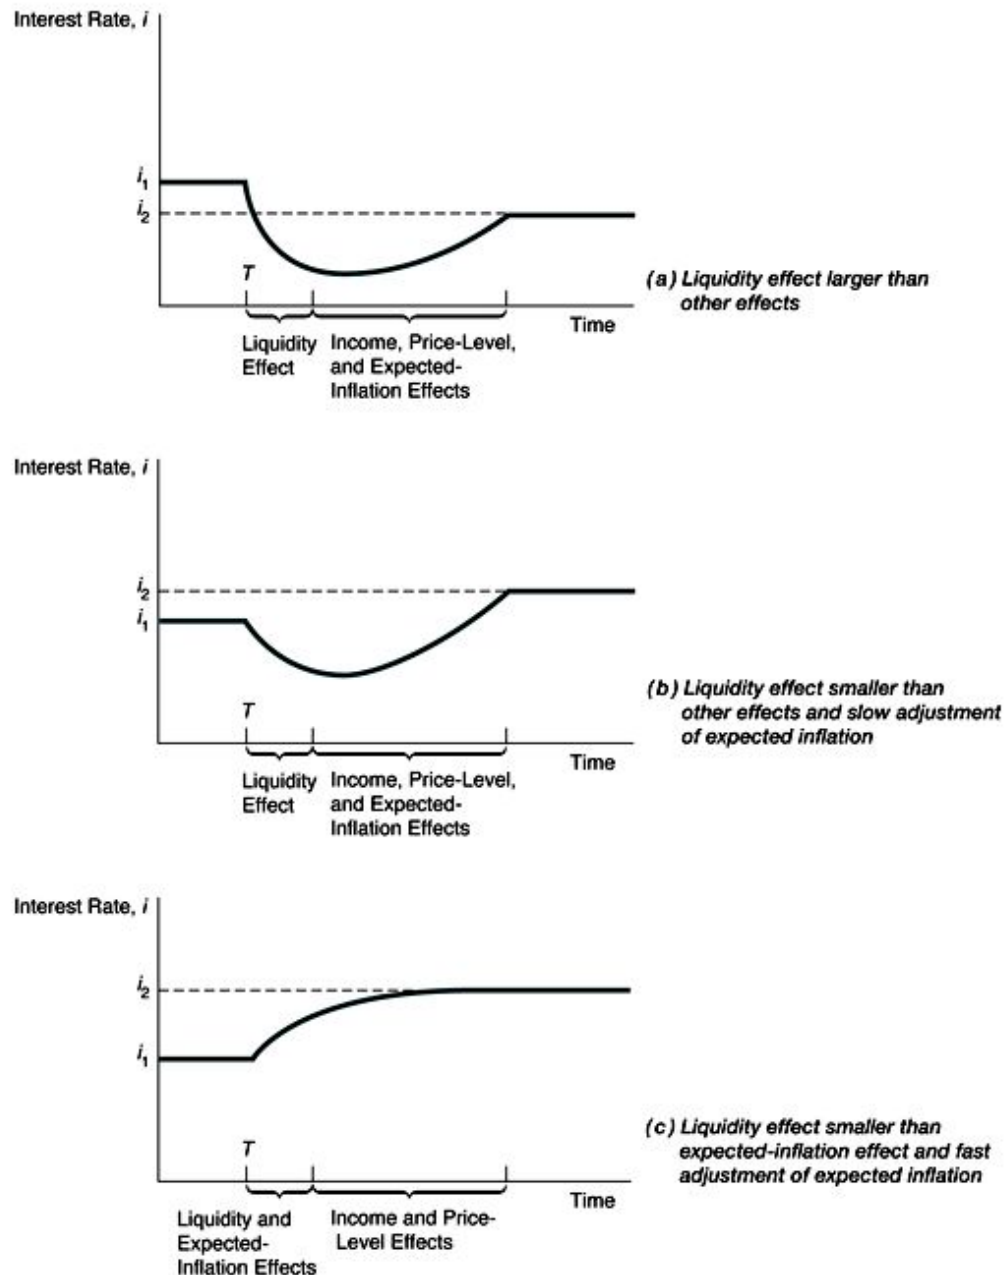 Interest Rate, i
i1
i2
T
(a) Liquidity effect larger than
other effects
Time
Liquidity
Effect
Income, Price-Level,
and Expected-
Inflation Effects
Interest Rate, i
i2
i1
T
(b) Liquidity effect smaller than
other effects and slow adjustment
of expected inflation
Time
Liquidity
Effect
Income, Price-Level,
and Expected-
Inflation Effects
Interest Rate, i
i2
i1
T
(c) Liquidity effect smaller than
expected-inflation effect and fast
adjustment of expected inflation
Time
Liquidity and
Expected-
Inflation Effects
Income and Price-
Level Effects